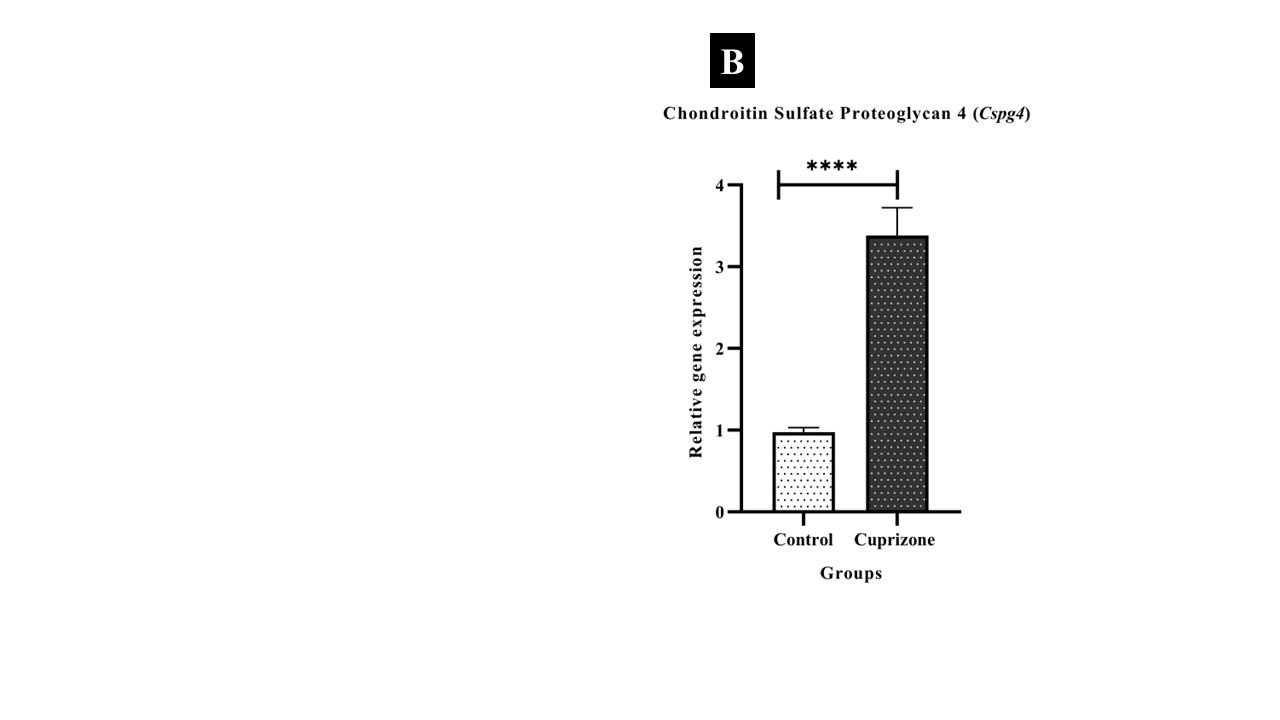 B
Chondroitin Sulfate Proteoglycan 4 (Cspg4)
****
4
3
2
1
0
Relative gene expression
Control Cuprizone
Groups